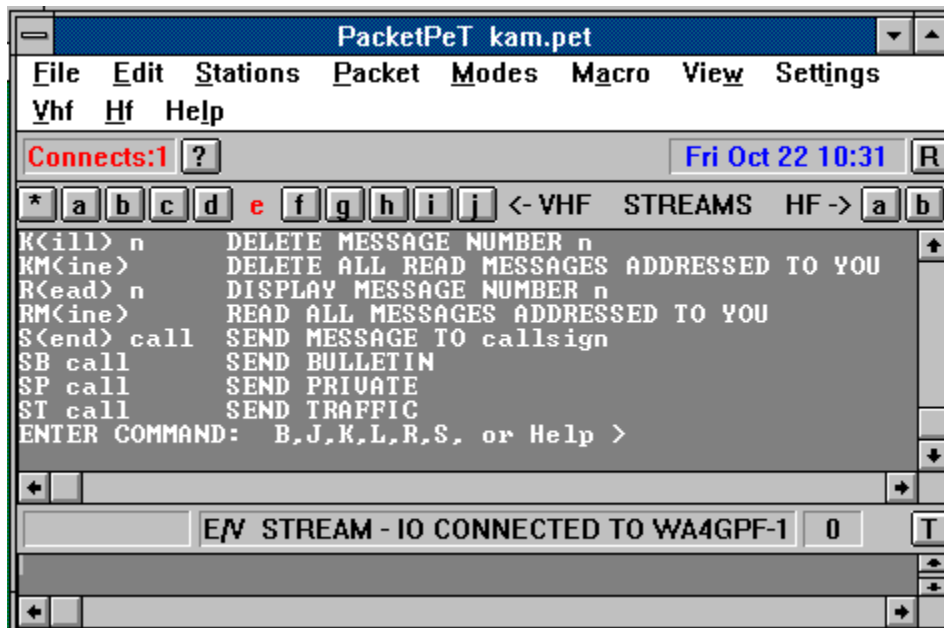 PacketPeT kam.pet
File Edit Stations Packet Modes Macro View Settings
Vhf Hf Help
Connects:1 ? Fri Oct 22 10:31 R
* a b c d e f g h i j <- VHF STREAMS HF -> a b
K(ill) n DELETE MESSAGE NUMBER n
KM(ine) DELETE ALL READ MESSAGES ADDRESSED TO YOU
R(ead) n DISPLAY MESSAGE NUMBER n
RM(ine) READ ALL MESSAGES ADDRESSED TO YOU
S(end) call SEND MESSAGE TO callsign
SB call SEND BULLETIN
SP call SEND PRIVATE
ST call SEND TRAFFIC
ENTER COMMAND: B,J,K,L,R,S, or Help >
E/V STREAM - IO CONNECTED TO WA4GPF-1 0 T